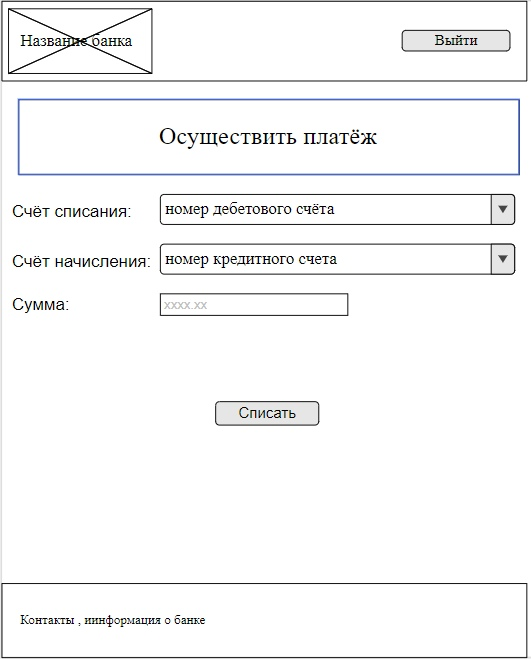 Название банка
Выйти
Осуществить платёж
Счёт списания:
номер дебетового счёта
Счёт начисления:
номер кредитного счета
Сумма:
xxxx.xx
Списать
Контакты , иинформация о банке